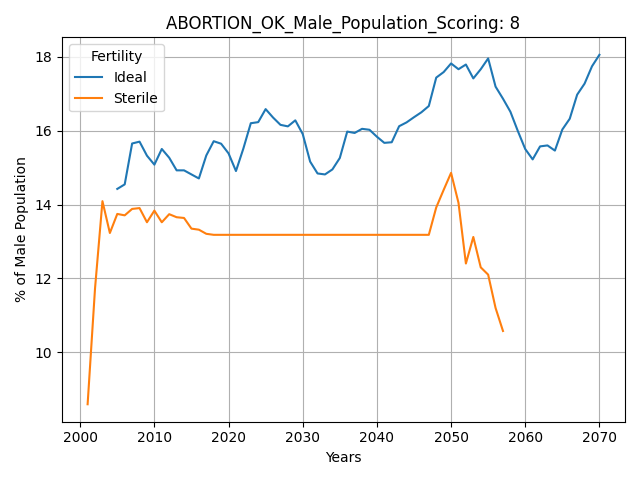 ABORTION_OK_Male_Population_Scoring: 8
Fertility
Ideal
Sterile
% of Male Population
18
16
14
12
10
2000 2010 2020 2030 2040 2050 2060 2070
Years